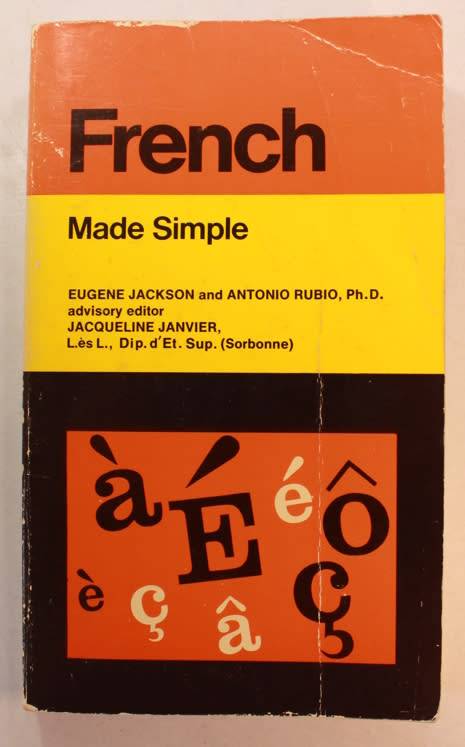 French
Made Simple
EUGENE JACKSON and ANTONIO RUBIO, Ph.D.
advisory editor
JACQUELINE JANVIER,
L.ès L., Dip. d'Et. Sup. (Sorbonne)
à É é ô
è ç â ç